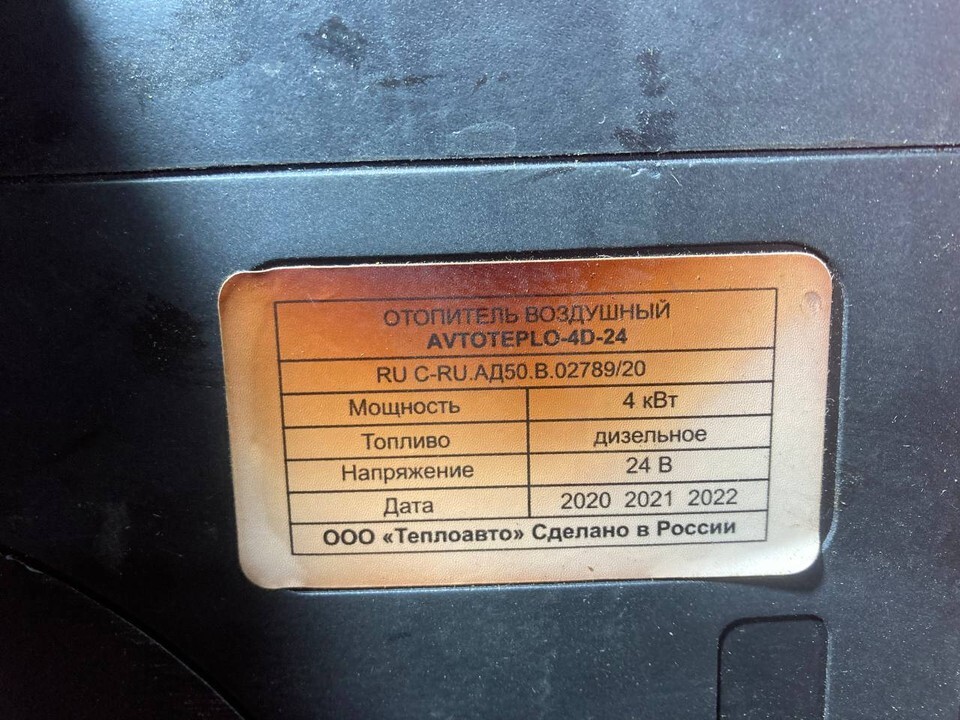 ОТОПИТЕЛЬ ВОЗДУШНЫЙ
AVTOTEPLO-4D-24
RU C-RU.АД50.В.02789/20
Мощность 4 кВт
Топливо дизельное
Напряжение 24 В
Дата 2020 2021 2022
ООО «Теплоавто» Сделано в России